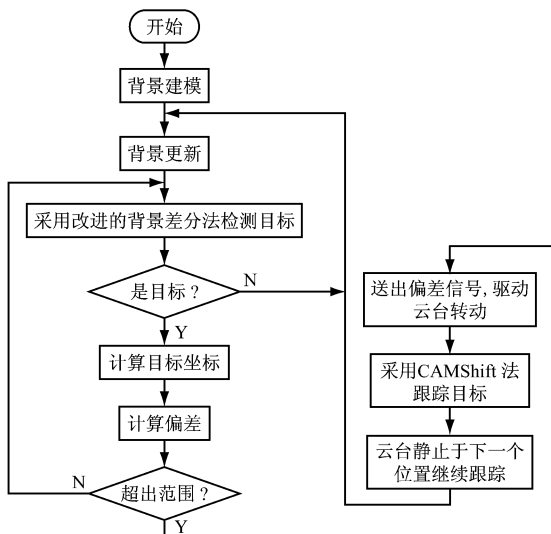 开始
背景建模
背景更新
采用改进的背景差分法检测目标
是目标?
N
Y
计算目标坐标
计算偏差
超出范围?
N
Y
送出偏差信号,驱动
云台转动
采用CAMShift 法
跟踪目标
云台静止于下一个
位置继续跟踪